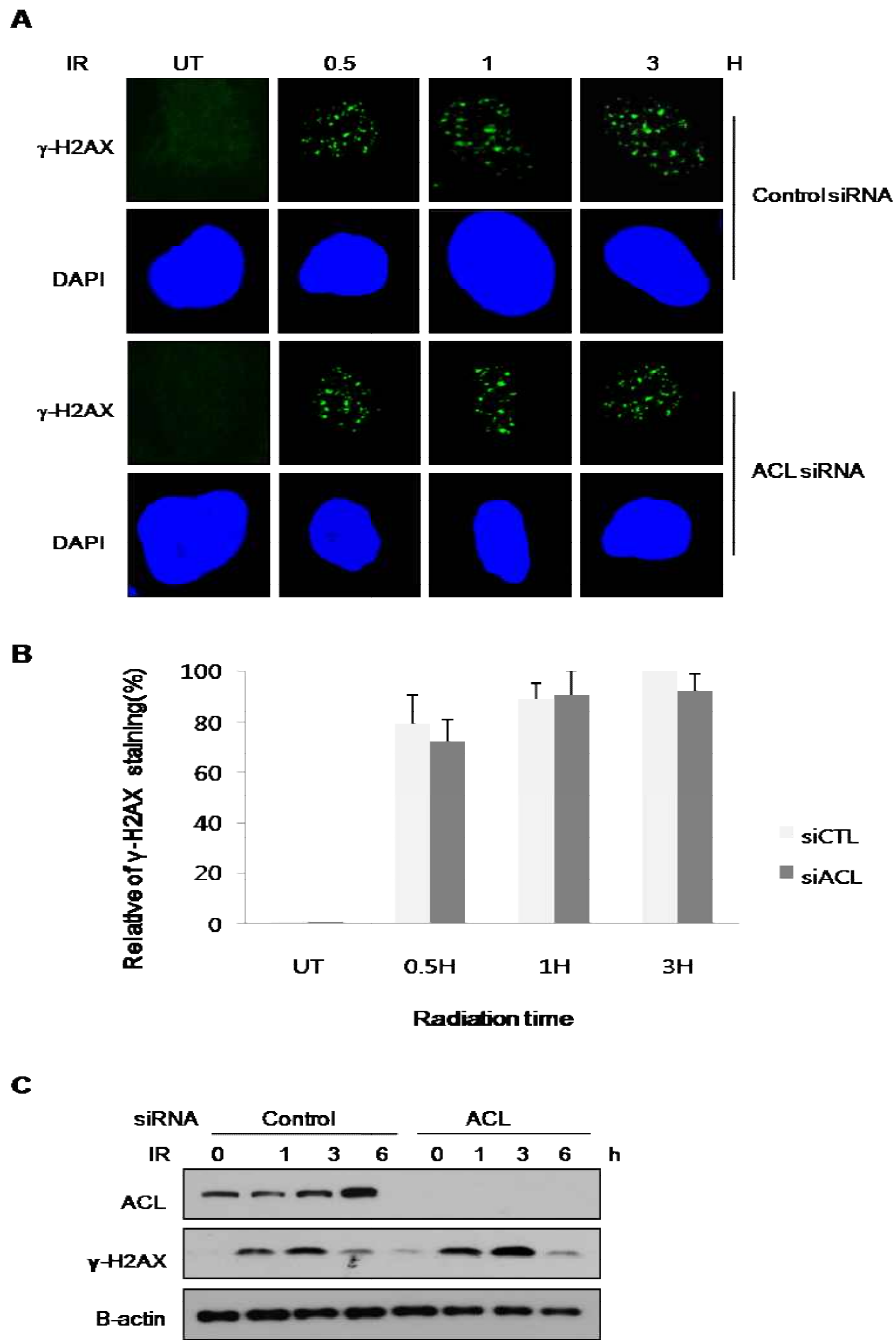 A
IR UT 0.5 1 3 H
γ-H2AX
Control siRNA
DAPI
γ-H2AX
ACL siRNA
DAPI
B
Relative of γ-H2AX staining(%)
100
80
60
40
20
0
siCTL
siACL
UT 0.5H 1H 3H
Radiation time
C
siRNA Control ACL
IR 0 1 3 6 0 1 3 6 h
ACL
γ-H2AX
B-actin